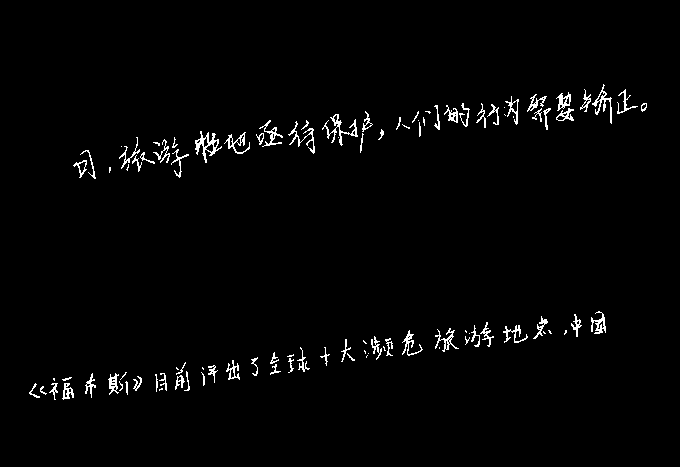 日,旅游胜地亟待保护,人们的行为需要矫正。
《福布斯》日前评出了全球十大濒危旅游地点,中国